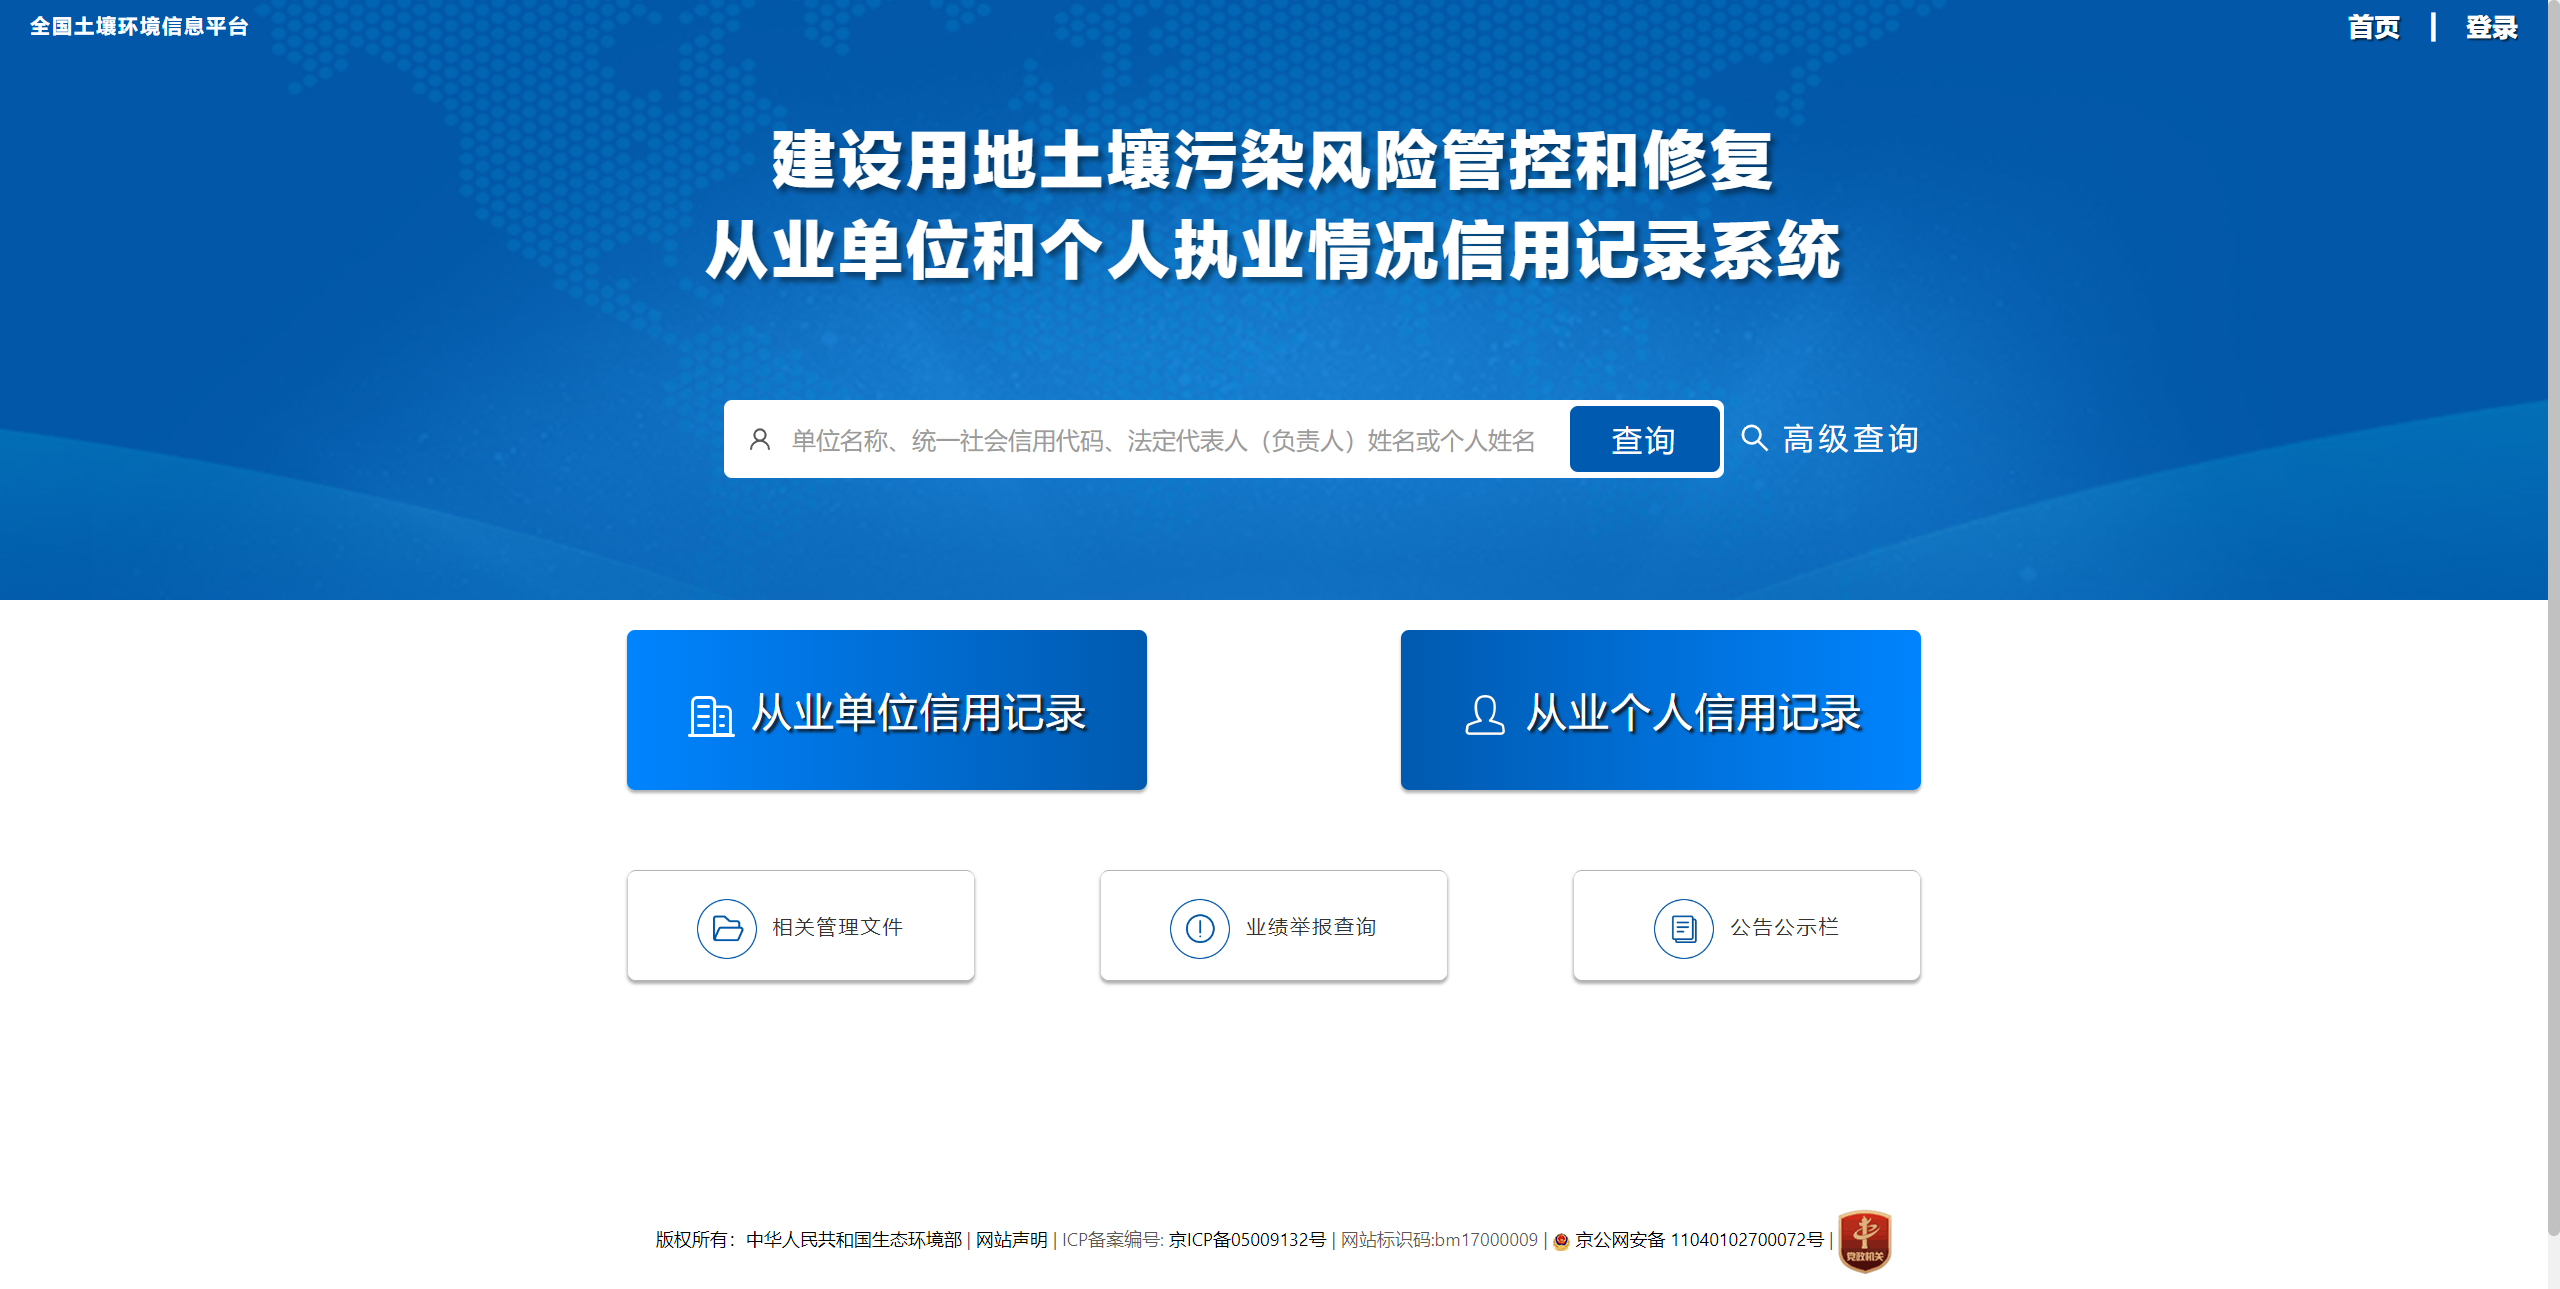 全国土壤环境信息平台
首页 | 登录
建设用地土壤污染风险管控和修复
从业单位和个人执业情况信用记录系统
单位名称、统一社会信用代码、法定代表人（负责人）姓名或个人姓名 查询 高级查询
从业单位信用记录 从业个人信用记录
相关管理文件 业绩举报查询 公告公示栏
版权所有：中华人民共和国生态环境部 | 网站声明 | ICP备案编号: 京ICP备05009132号 | 网站标识码:bm17000009 | 京公网安备 11040102700072号 |
党政机关